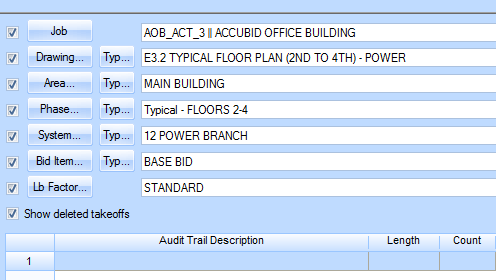 Job AOB_ACT_3 || ACCUBID OFFICE BUILDING
Drawing... Typ... E3.2 TYPICAL FLOOR PLAN (2ND TO 4TH) - POWER
Area... Typ... MAIN BUILDING
Phase... Typ... Typical - FLOORS 2-4
System... Typ... 12 POWER BRANCH
Bid Item... Typ... BASE BID
Lb Factor... STANDARD
Show deleted takeoffs
Audit Trail Description Length Count
1